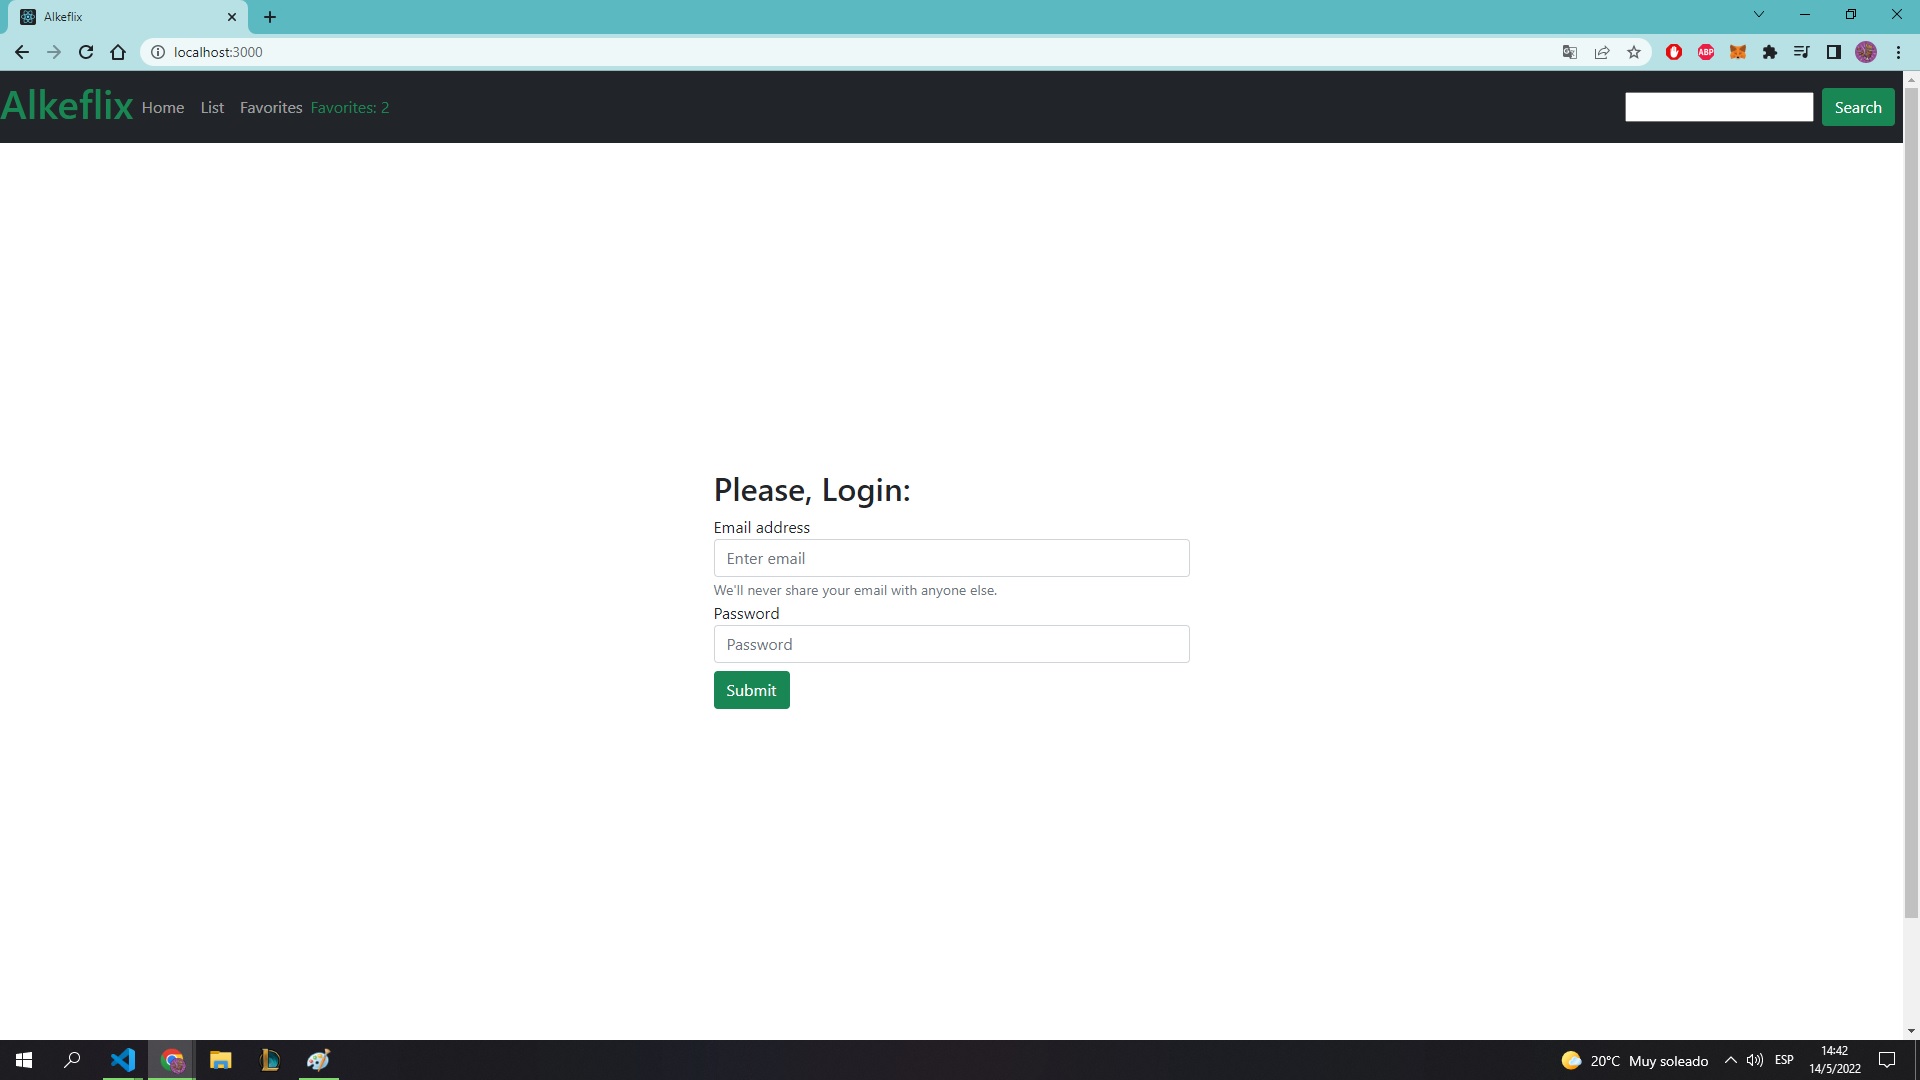 Alkeflix
localhost:3000
Alkeflix Home List Favorites Favorites: 2 Search
Please, Login:
Email address
Enter email
We'll never share your email with anyone else.
Password
Password
Submit
ABP
20°C Muy soleado ESP 14:42
14/5/2022